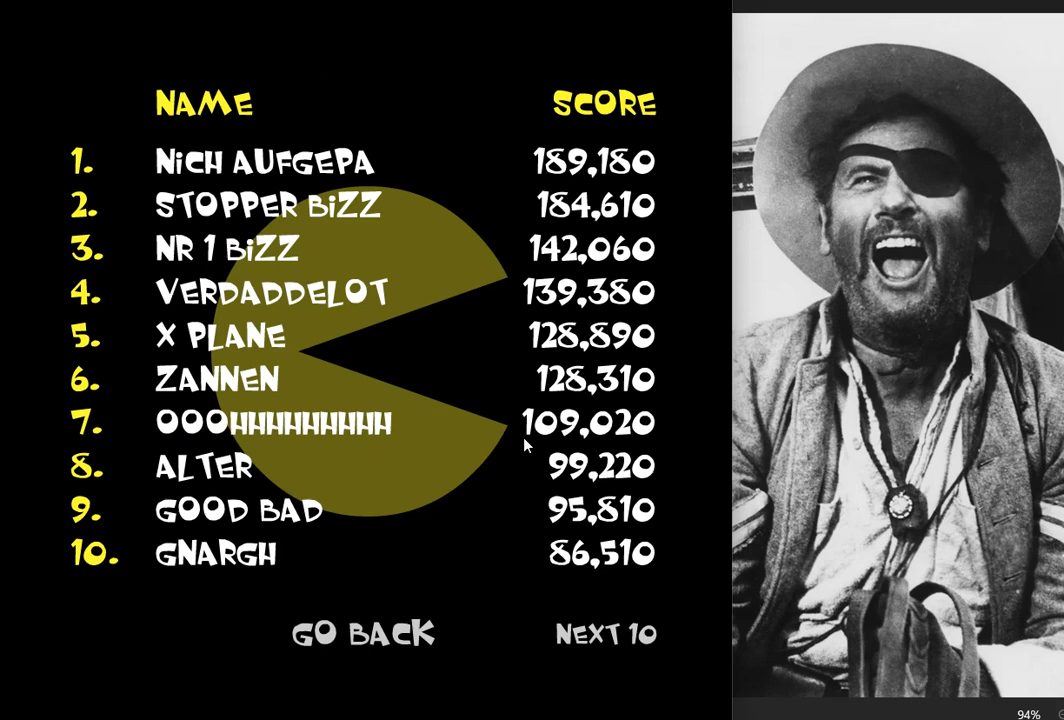 NAME SCORE
1. NiCH AUFGEPA 189,180
2. STOPPER BiZZ 184,610
3. NR 1 BiZZ 142,060
4. VERDADDELOT 139,380
5. X PLANE 128,890
6. ZANNEN 128,310
7. OOOHHHHHHHHH 109,020
8. ALTER 99,220
9. GOOD BAD 95,810
10. GNARGH 86,510
GO BACK NEXT 10
94%